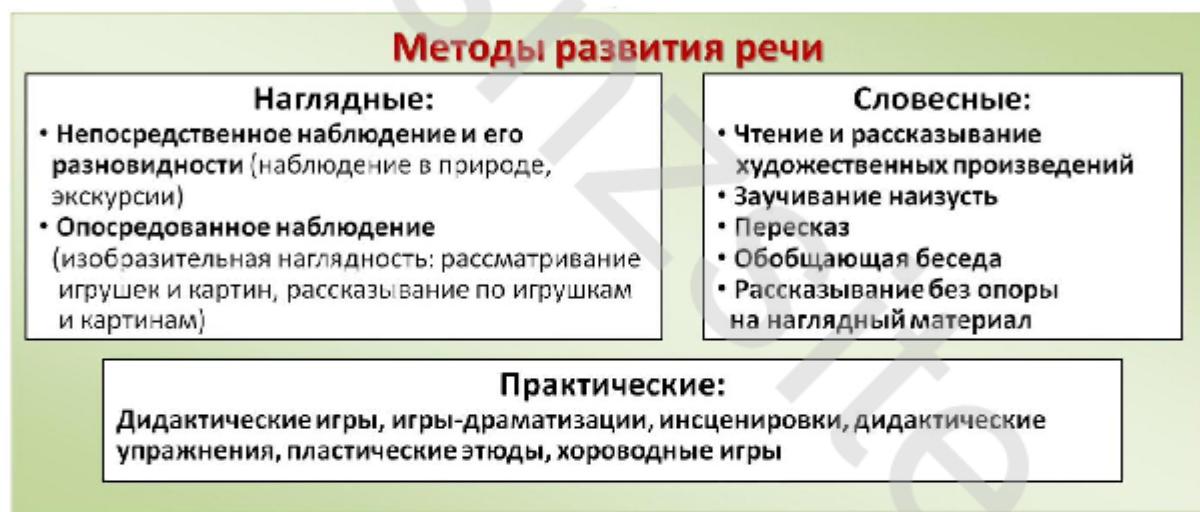 Методы развития речи
Наглядные:
• Непосредственное наблюдение и его
разновидности (наблюдение в природе,
экскурсии)
• Опосредованное наблюдение
(изобразительная наглядность: рассматривание
игрушек и картин, рассказывание по игрушкам
и картинам)
Словесные:
• Чтение и рассказывание
художественных произведений
• Заучивание наизусть
• Пересказ
• Обобщающая беседа
• Рассказывание без опоры
на наглядный материал
Практические:
Дидактические игры, игры-драматизации, инсценировки, дидактические
упражнения, пластические этюды, хороводные игры